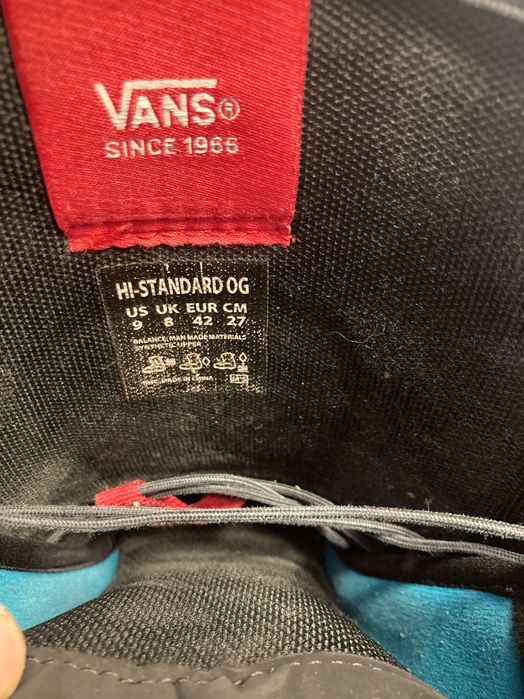 VANS®
SINCE 1966
HI-STANDARD OG
US UK EUR CM
9 8 42 27
BALANCE: MAN MADE MATERIALS
SYNTHETIC UPPER
MADE IN CHINA